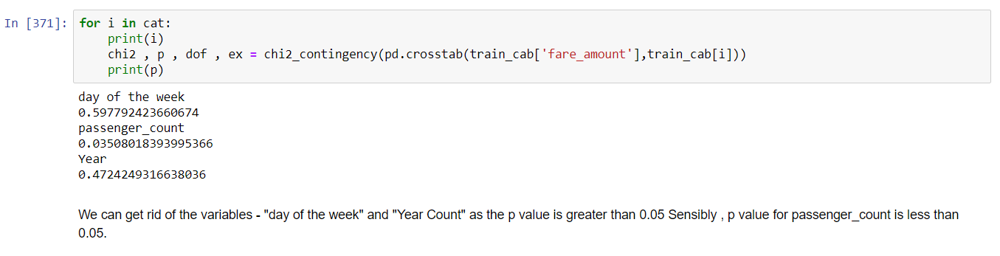 In [371]: for i in cat:
print(i)
chi2 , p , dof , ex = chi2_contingency(pd.crosstab(train_cab['fare_amount'],train_cab[i]))
print(p)
day of the week
0.597792423660674
passenger_count
0.03508018393995366
Year
0.4724249316638036
We can get rid of the variables - "day of the week" and "Year Count" as the p value is greater than 0.05 Sensibly , p value for passenger_count is less than
0.05.